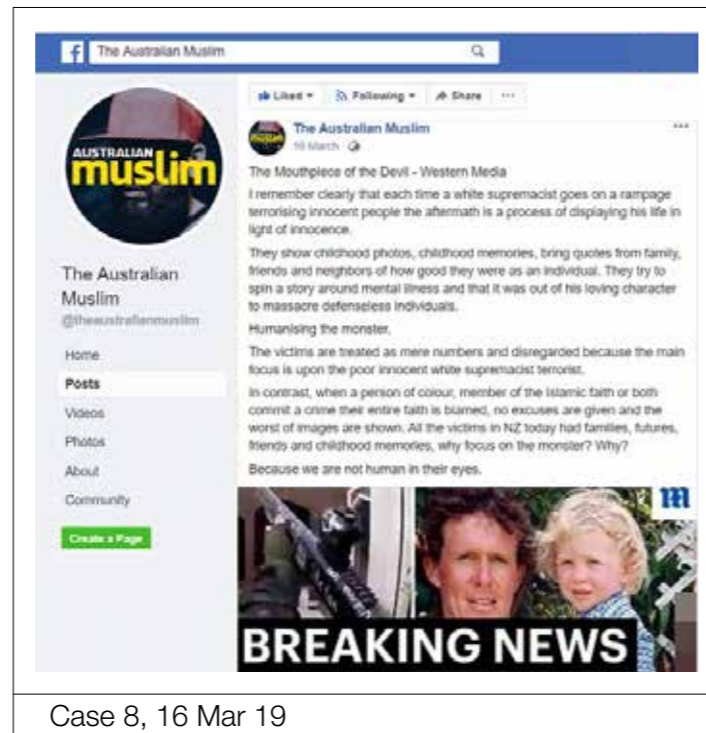 f The Australian Muslim
Liked Following Share ...
AUSTRALIAN
muslim
The Australian Muslim
16 March
The Mouthpiece of the Devil - Western Media
I remember clearly that each time a white supremacist goes on a rampage
terrorising innocent people the aftermath is a process of displaying his life in
light of innocence.
They show childhood photos, childhood memories, bring quotes from family,
friends and neighbors of how good they were as an individual. They try to
spin a story around mental illness and that it was out of his loving character
to massacre defenseless individuals.
Humanising the monster.
The victims are treated as mere numbers and disregarded because the main
focus is upon the poor innocent white supremacist terrorist.
In contrast, when a person of colour, member of the Islamic faith or both
commit a crime their entire faith is blamed, no excuses are given and the
worst of images are shown. All the victims in NZ today had families, futures,
friends and childhood memories, why focus on the monster? Why?
Because we are not human in their eyes.
The Australian
Muslim
@theaustralianmuslim
Home
Posts
Videos
Photos
About
Community
Create a Page
m
BREAKING NEWS
Case 8, 16 Mar 19